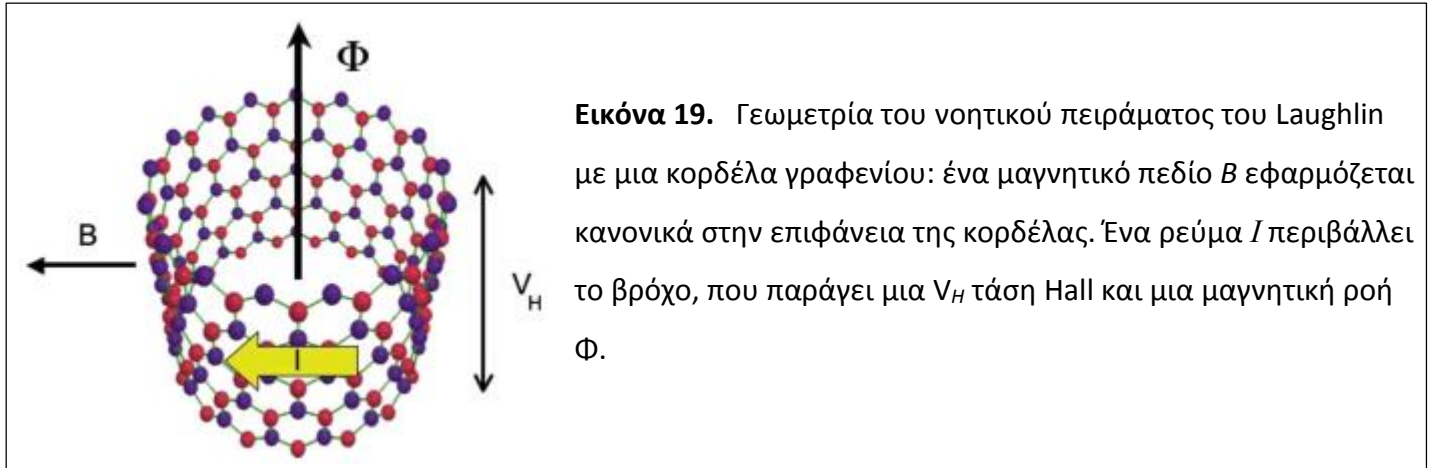 Φ
B
V_H
I
Εικόνα 19. Γεωμετρία του νοητικού πειράματος του Laughlin
με μια κορδέλα γραφενίου: ένα μαγνητικό πεδίο B εφαρμόζεται
κανονικά στην επιφάνεια της κορδέλας. Ένα ρεύμα I περιβάλλει
το βρόχο, που παράγει μια V_H τάση Hall και μια μαγνητική ροή
Φ.